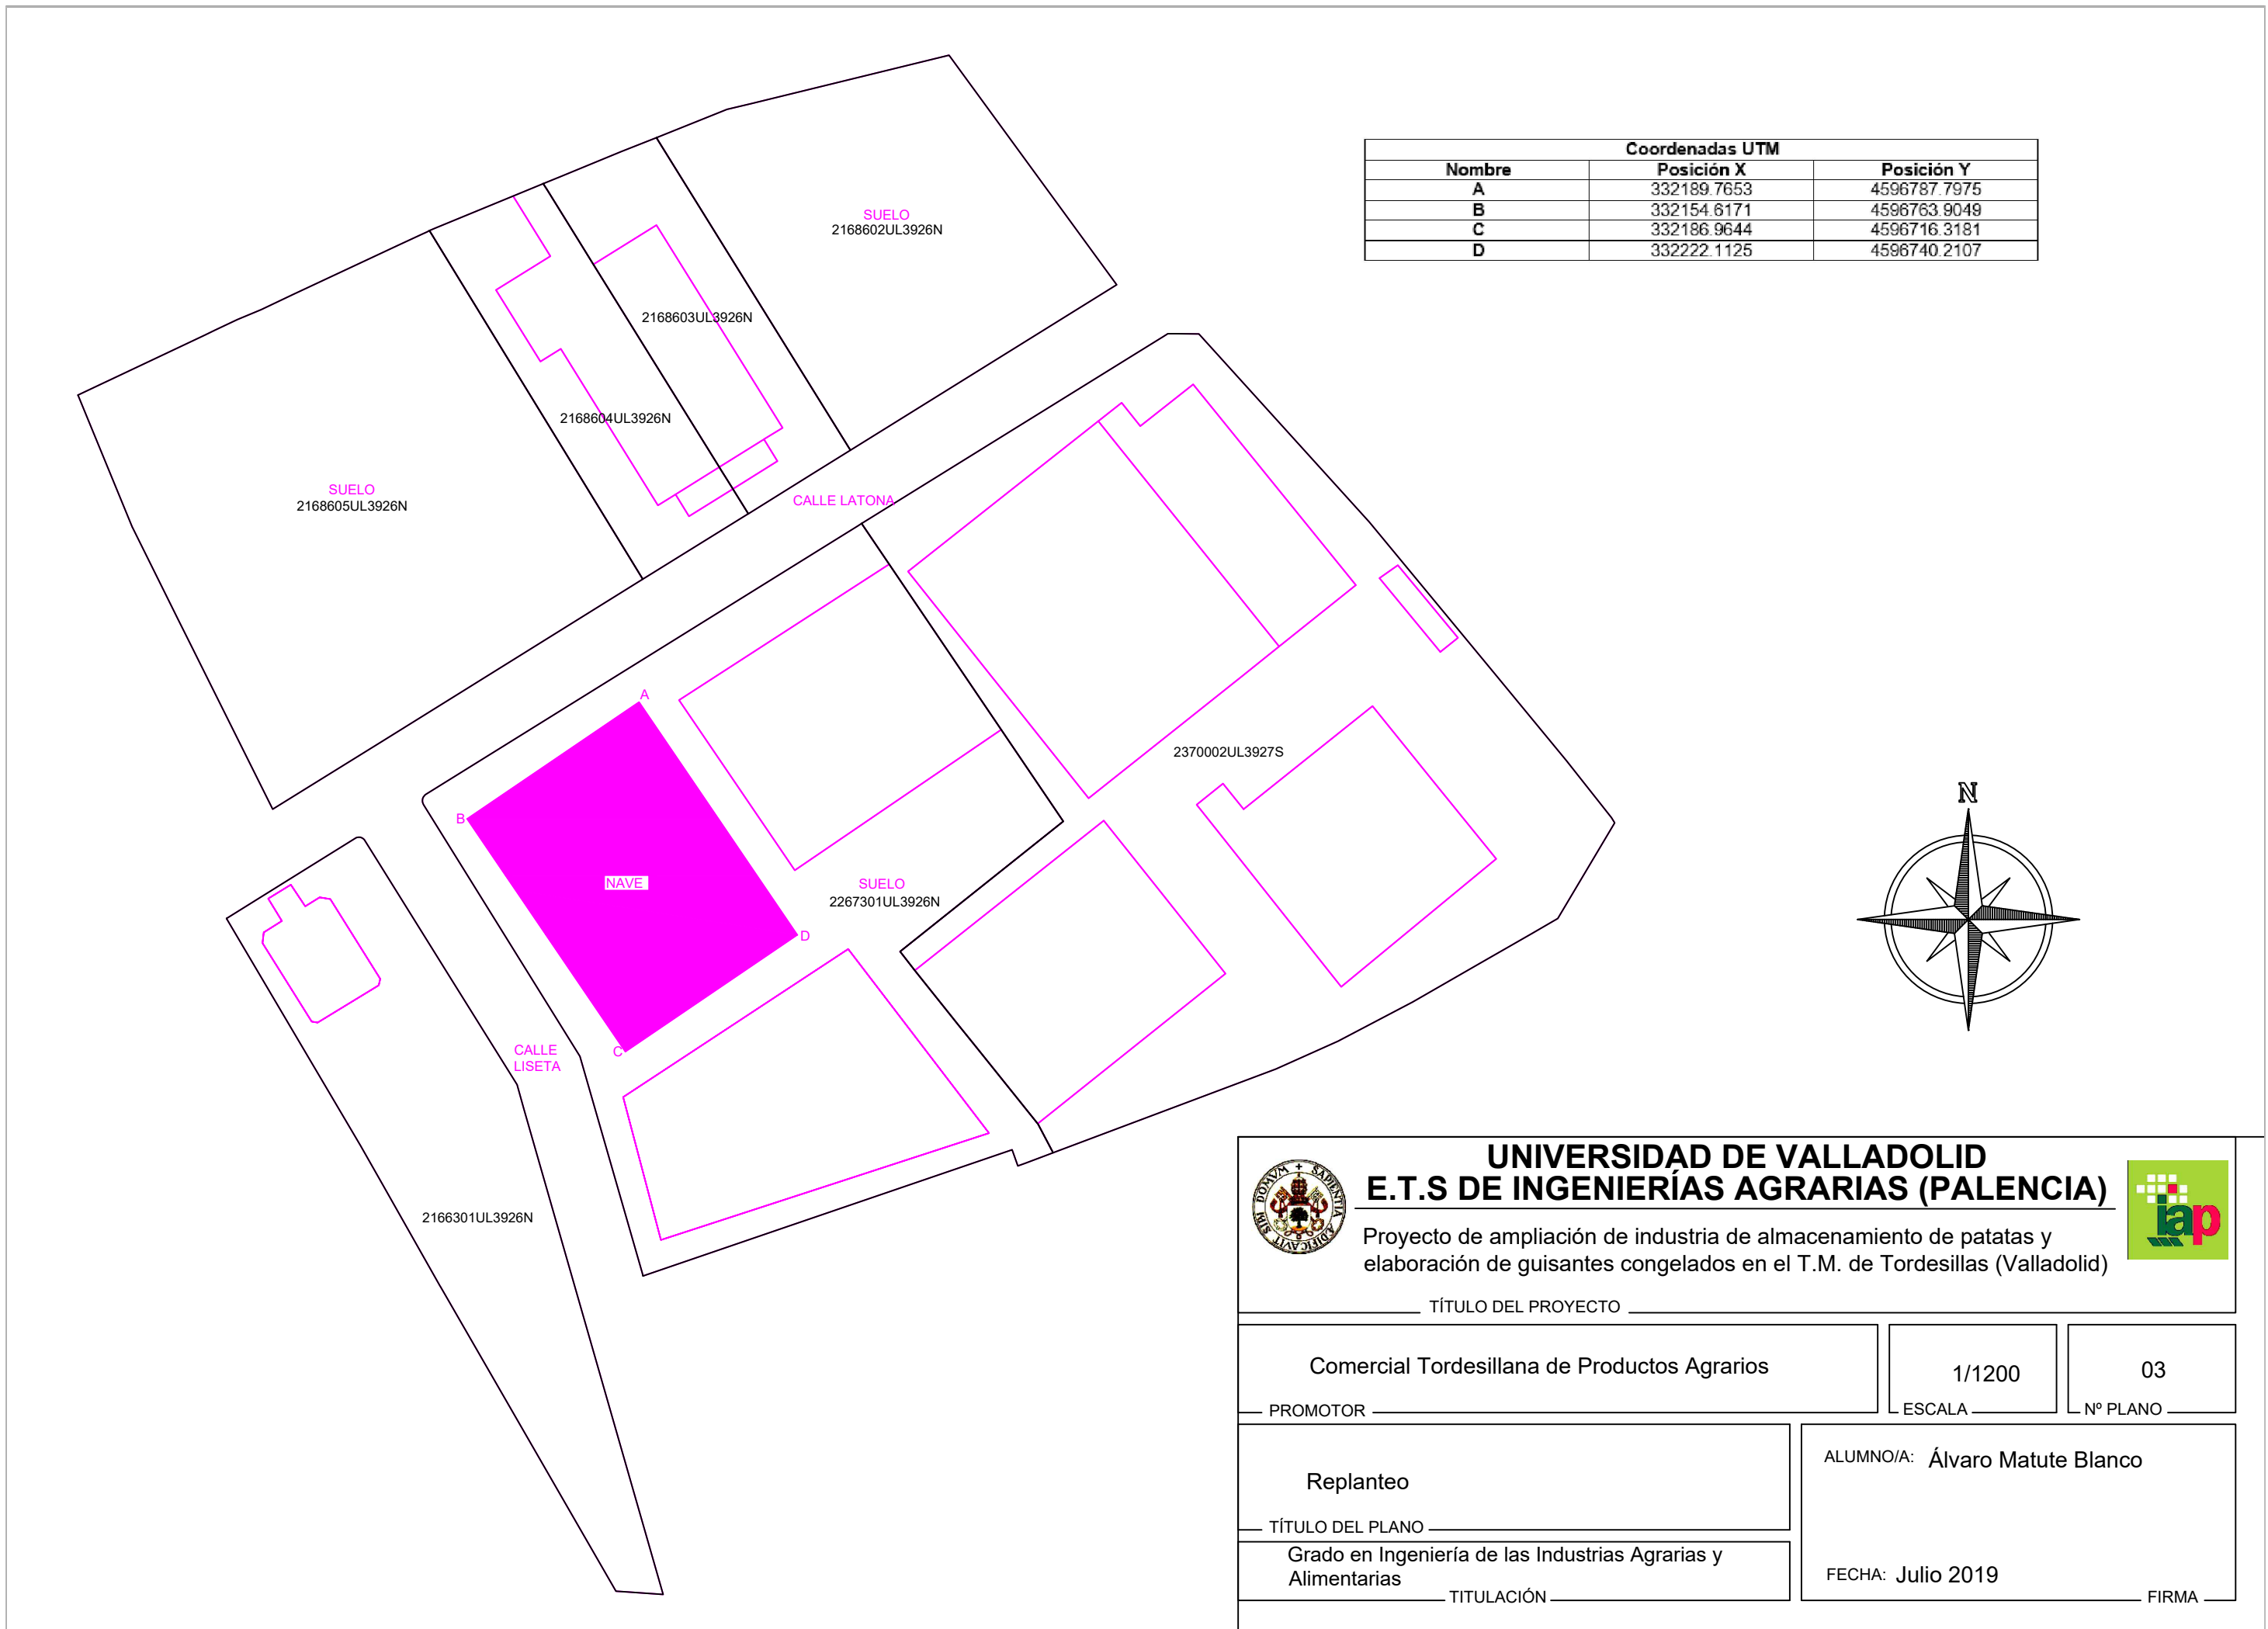 Coordenadas UTM
Nombre Posición X Posición Y
A 332189.7653 4596787.7975
B 332154.6171 4596763.9049
C 332186.9644 4596716.3181
D 332222.1125 4596740.2107
SUELO
2168602UL3926N
2168603UL3926N
2168604UL3926N
SUELO
2168605UL3926N
CALLE LATONA
A
B
NAVE
C
D
SUELO
2267301UL3926N
2370002UL3927S
CALLE
LISETA
2166301UL3926N
N
UNIVERSIDAD DE VALLADOLID
E.T.S DE INGENIERÍAS AGRARIAS (PALENCIA)
SIM DOMVM + SAPIENTIA ÆDIFICAVIT
iap
Proyecto de ampliación de industria de almacenamiento de patatas y
elaboración de guisantes congelados en el T.M. de Tordesillas (Valladolid)
TÍTULO DEL PROYECTO
Comercial Tordesillana de Productos Agrarios
PROMOTOR
1/1200
ESCALA
03
Nº PLANO
Replanteo
TÍTULO DEL PLANO
ALUMNO/A: Álvaro Matute Blanco
Grado en Ingeniería de las Industrias Agrarias y
Alimentarias
TITULACIÓN
FECHA: Julio 2019
FIRMA